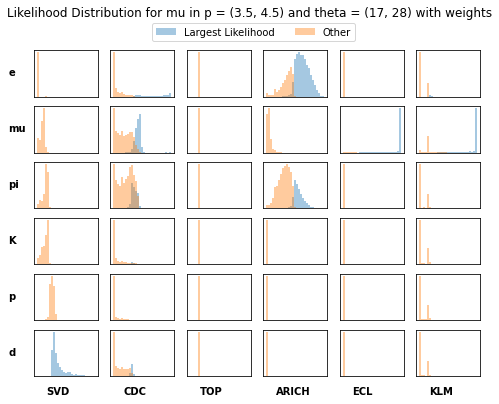 Likelihood Distribution for mu in p = (3.5, 4.5) and theta = (17, 28) with weights
Largest Likelihood Other
e
mu
pi
K
p
d
SVD CDC TOP ARICH ECL KLM